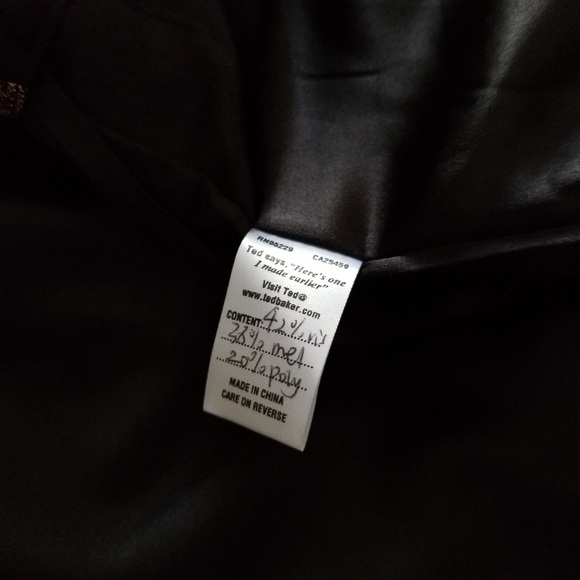 RN98229 CA25459
Ted says, "Here's one
I made earlier"
Visit Ted@
www.tedbaker.com
CONTENT: 42% vis
38% met
20% poly
MADE IN CHINA
CARE ON REVERSE